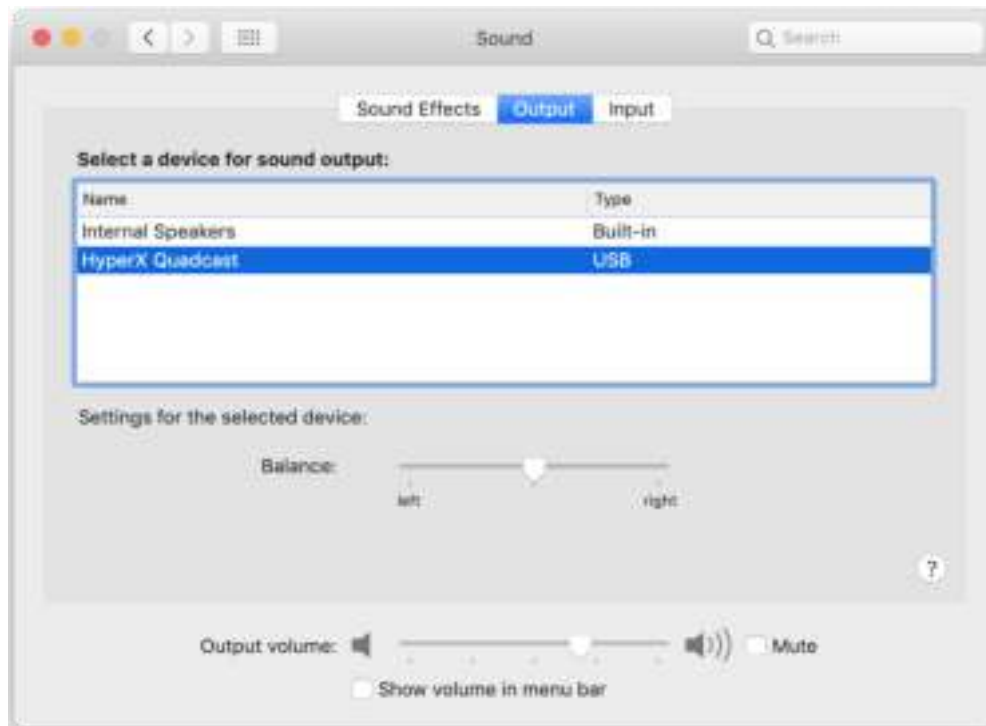 Sound
Search
Sound Effects Output Input
Select a device for sound output:
Name Type
Internal Speakers Built-in
HyperX Quadcast USB
Settings for the selected device:
Balance:
left right
?
Output volume: Mute
Show volume in menu bar